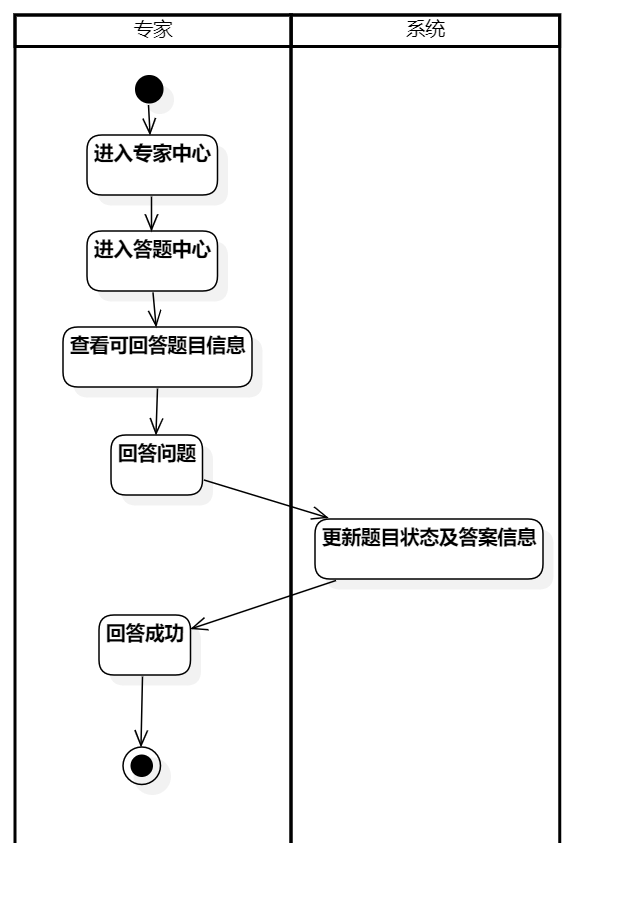 专家
系统
进入专家中心
进入答题中心
查看可回答题目信息
回答问题
更新题目状态及答案信息
回答成功